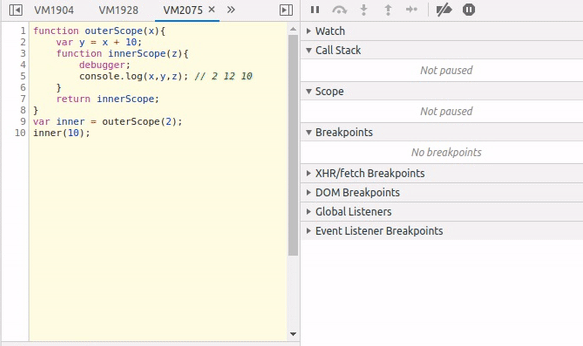 VM1904 VM1928 VM2075 × »
1 function outerScope(x){
2 var y = x + 10;
3 function innerScope(z){
4 debugger;
5 console.log(x,y,z); // 2 12 10
6 }
7 return innerScope;
8 }
9 var inner = outerScope(2);
10 inner(10);
Watch
Call Stack
Not paused
Scope
Not paused
Breakpoints
No breakpoints
XHR/fetch Breakpoints
DOM Breakpoints
Global Listeners
Event Listener Breakpoints